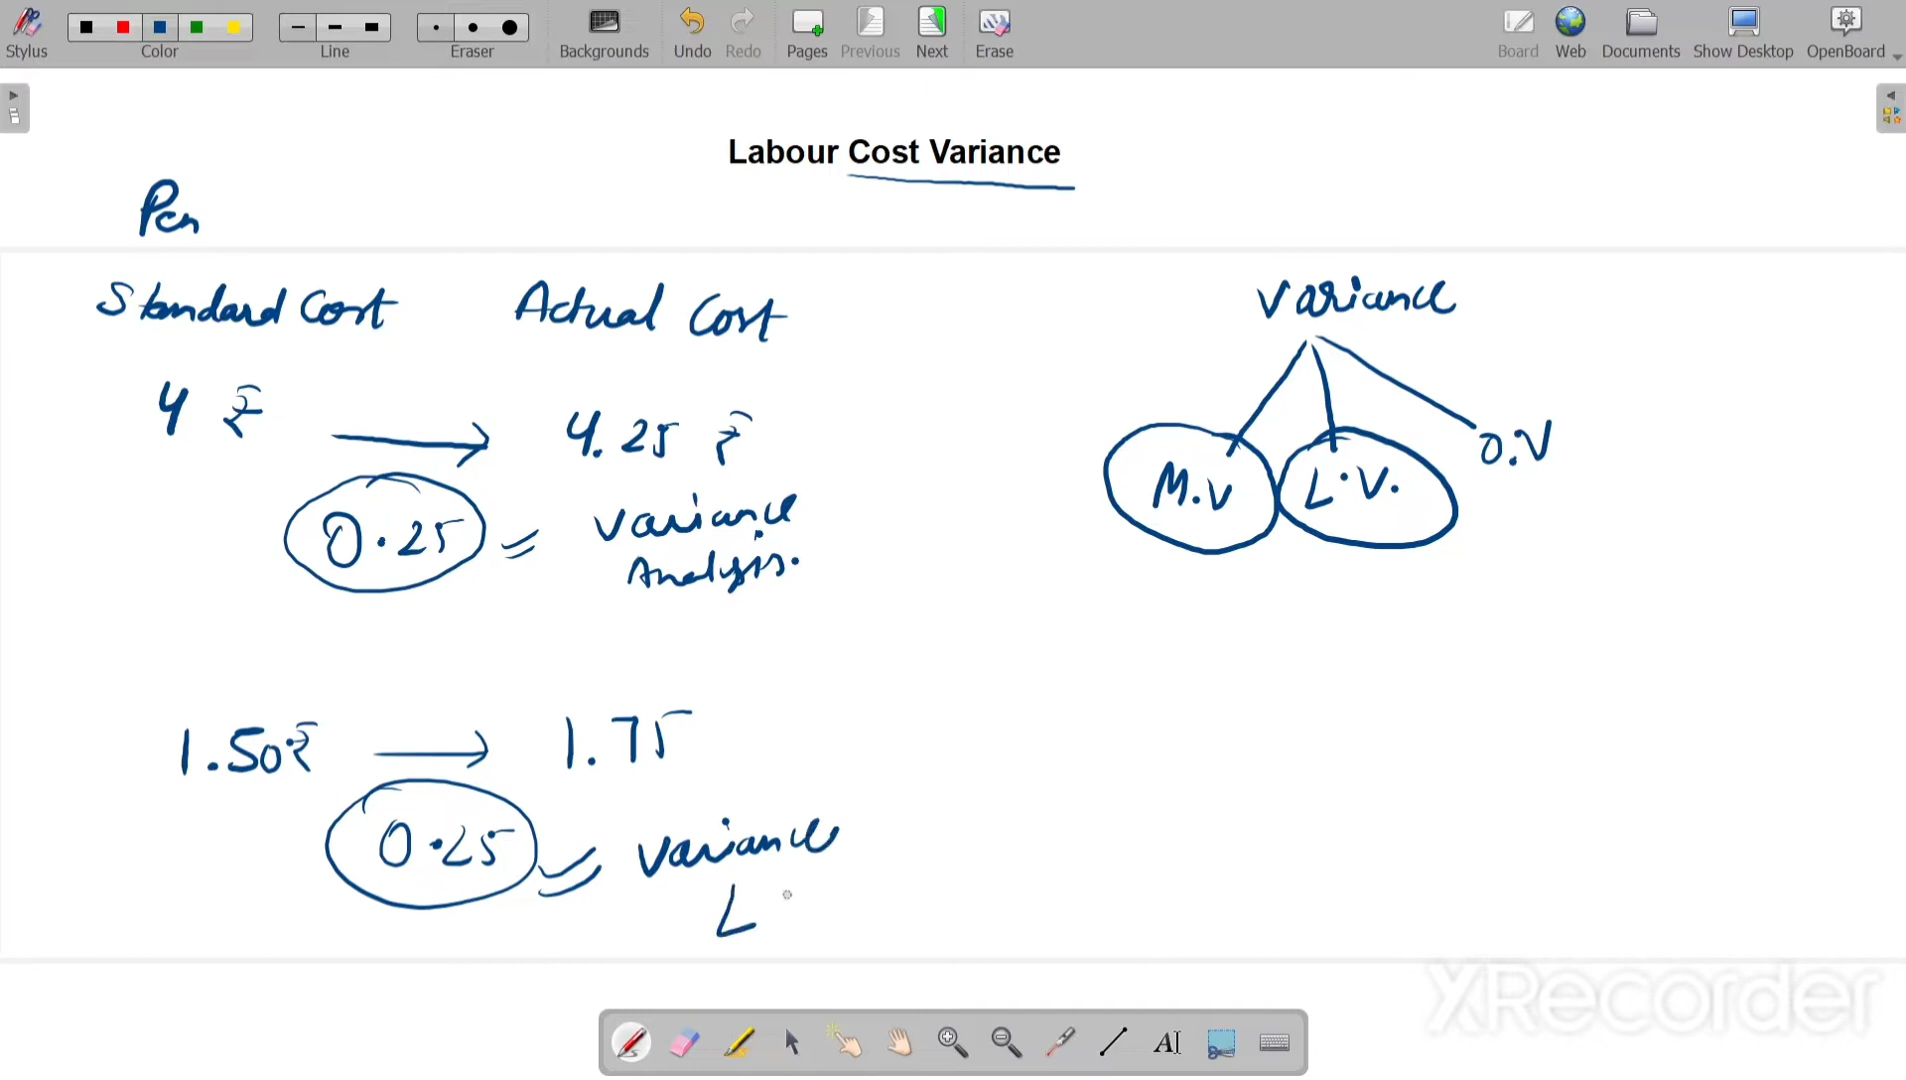 Stylus Color Line Eraser Backgrounds Undo Redo Pages Previous Next Erase Board Web Documents Show Desktop OpenBoard
Labour Cost Variance
Pen
Standard Cost Actual Cost
4 ₹ → 4.25 ₹
0.25 = Variance
Analysis.
1.50 ₹ → 1.75
0.25 = Variance
L
Variance
M.V L.V. O.V
AI
XRecorder